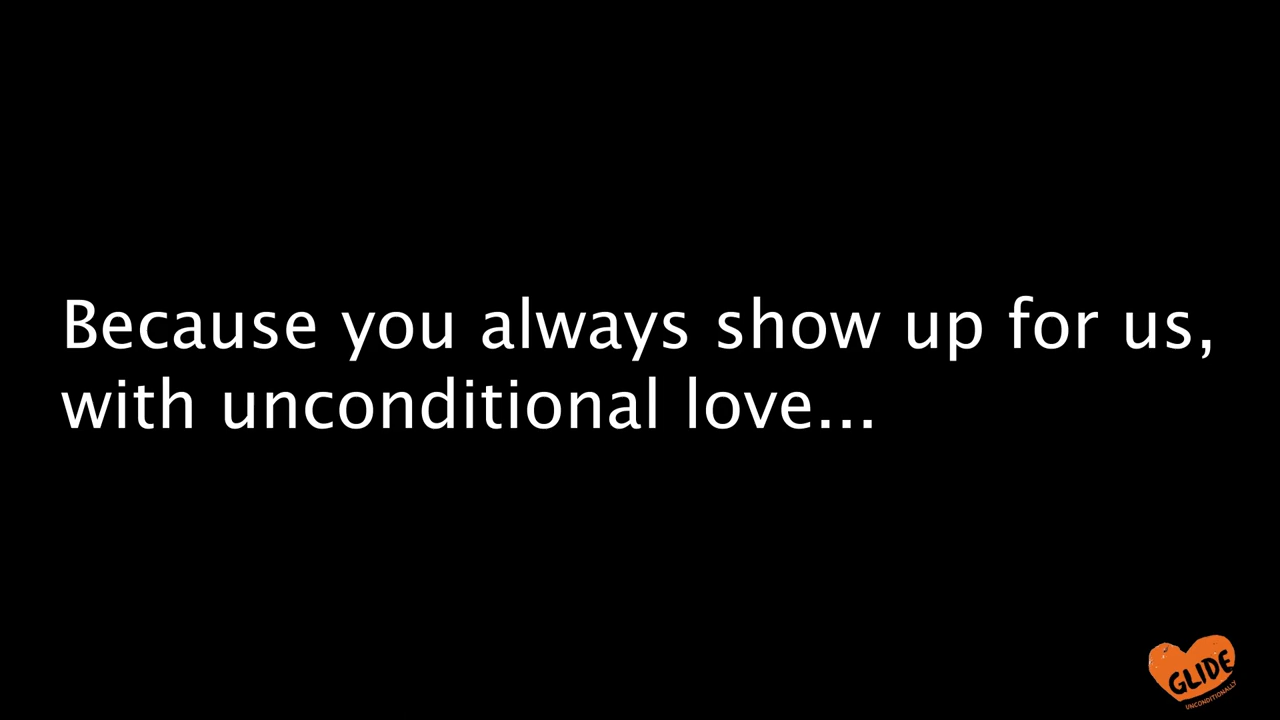 Because you always show up for us,
with unconditional love...
GLIDE
UNCONDITIONALLY